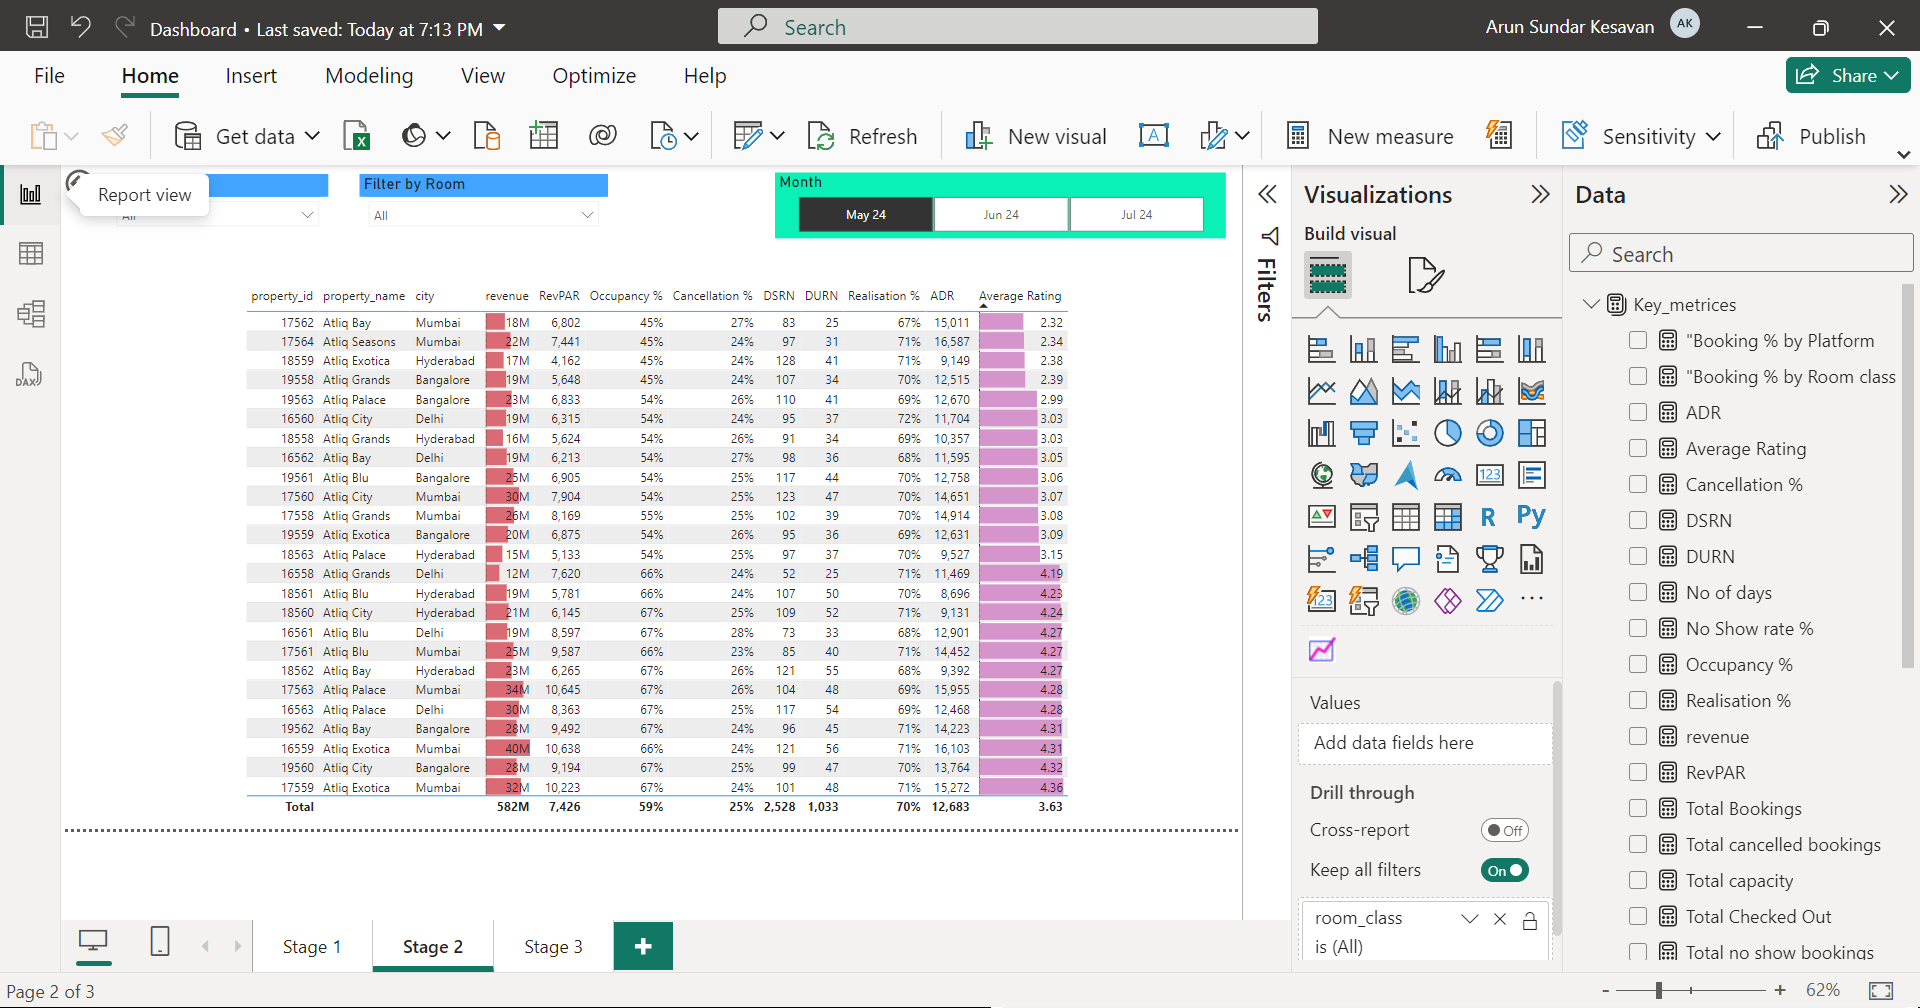 Dashboard • Last saved: Today at 7:13 PM
Search
Arun Sundar Kesavan
AK
File
Home
Insert
Modeling
View
Optimize
Help
Share
Get data
Refresh
New visual
New measure
Sensitivity
Publish
Report view
Filter by Room
All
Month
May 24
Jun 24
Jul 24
property_id property_name city revenue RevPAR Occupancy % Cancellation % DSRN DURN Realisation % ADR Average Rating
17562 Atliq Bay Mumbai 18M 6,802 45% 27% 83 25 67% 15,011 2.32
17564 Atliq Seasons Mumbai 22M 7,441 45% 24% 97 31 71% 16,587 2.34
18559 Atliq Exotica Hyderabad 17M 4,162 45% 24% 128 41 71% 9,149 2.38
19558 Atliq Grands Bangalore 19M 5,648 45% 24% 107 34 70% 12,515 2.39
19563 Atliq Palace Bangalore 23M 6,833 54% 26% 110 41 69% 12,670 2.99
16560 Atliq City Delhi 19M 6,315 54% 24% 95 37 72% 11,704 3.03
18558 Atliq Grands Hyderabad 16M 5,624 54% 26% 91 34 69% 10,357 3.03
16562 Atliq Bay Delhi 19M 6,213 54% 27% 98 36 68% 11,595 3.05
19561 Atliq Blu Bangalore 25M 6,905 54% 25% 117 44 70% 12,758 3.06
17560 Atliq City Mumbai 30M 7,904 54% 25% 123 47 70% 14,651 3.07
17558 Atliq Grands Mumbai 26M 8,169 55% 25% 102 39 70% 14,914 3.08
19559 Atliq Exotica Bangalore 20M 6,875 54% 26% 95 36 69% 12,631 3.09
18563 Atliq Palace Hyderabad 15M 5,133 54% 25% 97 37 70% 9,527 3.15
16558 Atliq Grands Delhi 12M 7,620 66% 24% 52 25 71% 11,469 4.19
18561 Atliq Blu Hyderabad 19M 5,781 66% 24% 107 50 70% 8,696 4.23
18560 Atliq City Hyderabad 21M 6,145 67% 25% 109 52 71% 9,131 4.24
16561 Atliq Blu Delhi 19M 8,597 67% 28% 73 33 68% 12,901 4.27
17561 Atliq Blu Mumbai 25M 9,587 66% 23% 85 40 71% 14,452 4.27
18562 Atliq Bay Hyderabad 23M 6,265 67% 26% 121 55 68% 9,392 4.27
17563 Atliq Palace Mumbai 34M 10,645 67% 26% 104 48 69% 15,955 4.28
16563 Atliq Palace Delhi 30M 8,363 67% 25% 117 54 69% 12,468 4.28
19562 Atliq Bay Bangalore 28M 9,492 67% 24% 96 45 71% 14,223 4.31
16559 Atliq Exotica Mumbai 40M 10,638 66% 24% 121 56 71% 16,103 4.31
19560 Atliq City Bangalore 28M 9,194 67% 25% 99 47 70% 13,764 4.32
17559 Atliq Exotica Mumbai 32M 10,223 67% 24% 101 48 71% 15,272 4.36
Total 582M 7,426 59% 25% 2,528 1,033 70% 12,683 3.63
Filters
Visualizations
Build visual
123
R
Py
123
Values
Add data fields here
Drill through
Cross-report
Off
Keep all filters
On
room_class
is (All)
Data
Search
Key_metrices
"Booking % by Platform
"Booking % by Room class
ADR
Average Rating
Cancellation %
DSRN
DURN
No of days
No Show rate %
Occupancy %
Realisation %
revenue
RevPAR
Total Bookings
Total cancelled bookings
Total capacity
Total Checked Out
Total no show bookings
DAX
Stage 1
Stage 2
Stage 3
+
Page 2 of 3
- + 62%